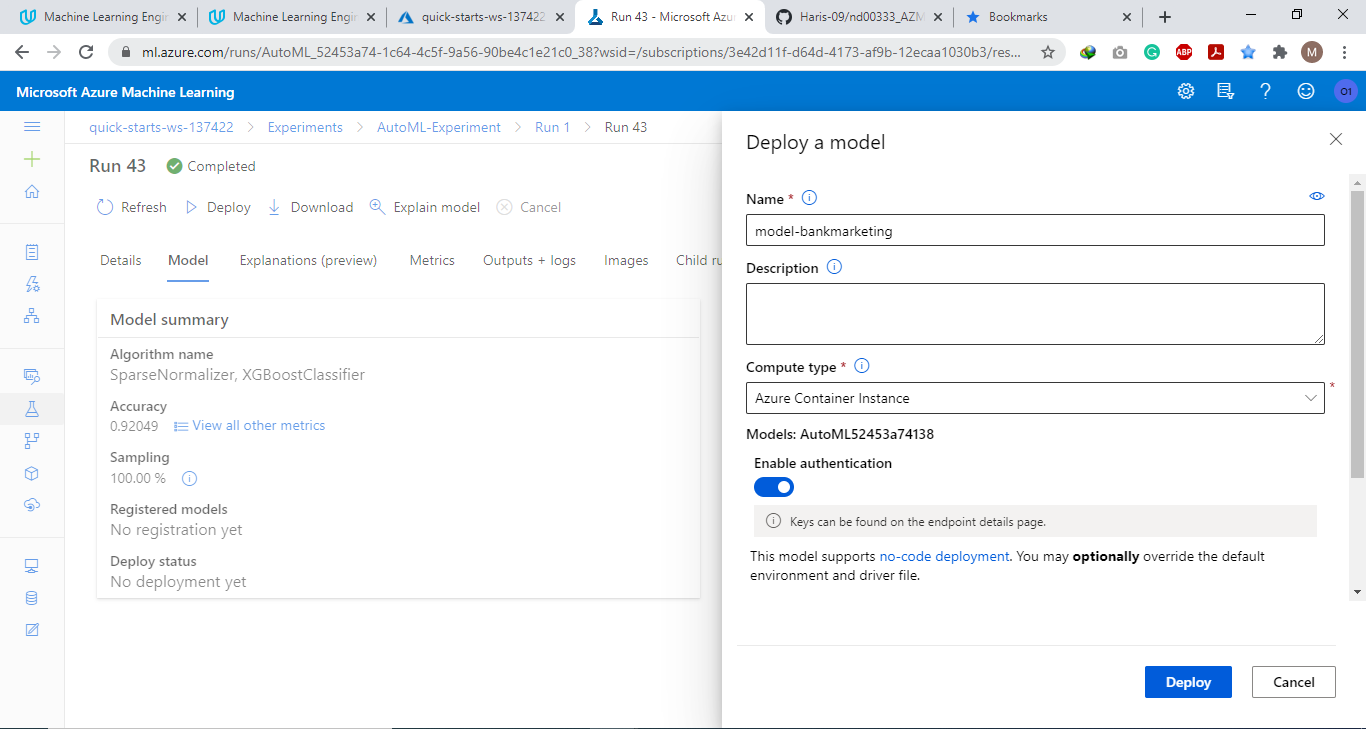 Machine Learning Engin
Machine Learning Engin
quick-starts-ws-137422
Run 43 - Microsoft Azur
Haris-09/nd00333_AZM
Bookmarks
ml.azure.com/runs/AutoML_52453a74-1c64-4c5f-9a56-90be4c1e21c0_38?wsid=/subscriptions/3e42d11f-d64d-4173-af9b-12ecaa1030b3/res...
ABP
M
Microsoft Azure Machine Learning
O1
quick-starts-ws-137422 > Experiments > AutoML-Experiment > Run 1 > Run 43
Run 43 Completed
Refresh Deploy Download Explain model Cancel
Details Model Explanations (preview) Metrics Outputs + logs Images Child ru
Model summary
Algorithm name
SparseNormalizer, XGBoostClassifier
Accuracy
0.92049 View all other metrics
Sampling
100.00 %
Registered models
No registration yet
Deploy status
No deployment yet
Deploy a model
Name *
model-bankmarketing
Description
Compute type *
Azure Container Instance
*
Models: AutoML52453a74138
Enable authentication
Keys can be found on the endpoint details page.
This model supports no-code deployment. You may optionally override the default
environment and driver file.
Deploy Cancel